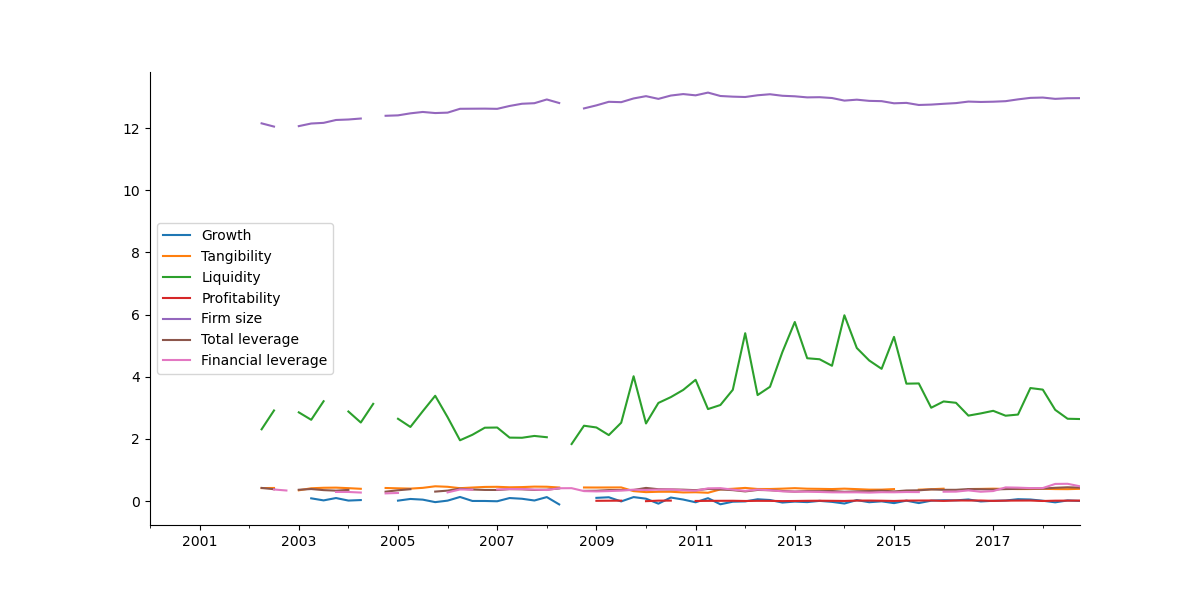 12
10
8
6
4
2
0
Growth
Tangibility
Liquidity
Profitability
Firm size
Total leverage
Financial leverage
2001 2003 2005 2007 2009 2011 2013 2015 2017